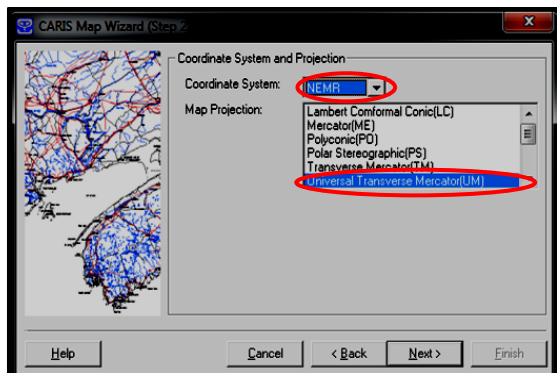 CARIS Map Wizard (Step 2
Coordinate System and Projection
Coordinate System: NEMR
Map Projection:
Lambert Comformal Conic(LC)
Mercator(ME)
Polyconic(PO)
Polar Stereographic(PS)
Transverse Mercator(TM)
Universal Transverse Mercator(UM)
Help
Cancel
< Back
Next >
Finish